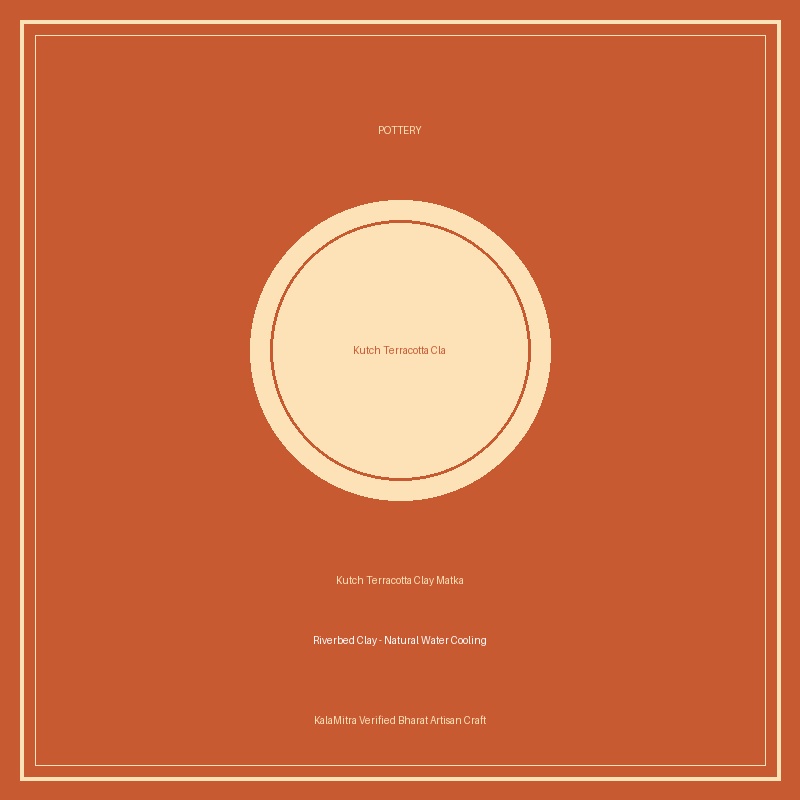 POTTERY
Kutch Terracotta Cla
Kutch Terracotta Clay Matka
Riverbed Clay - Natural Water Cooling
KalaMitra Verified Bharat Artisan Craft